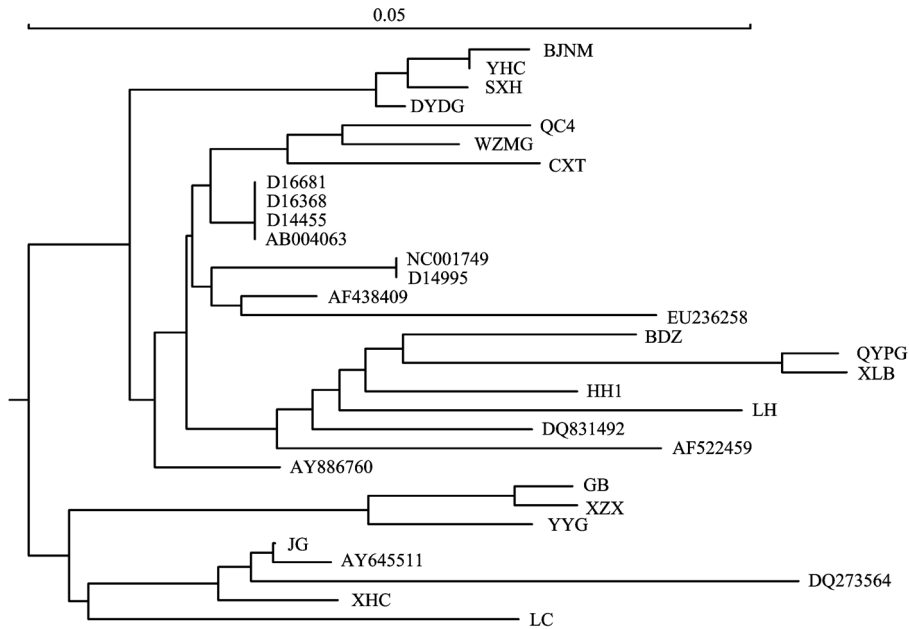 0.05
BJNM
YHC
SXH
DYDG
QC4
WZMG
CXT
D16681
D16368
D14455
AB004063
NC001749
D14995
AF438409
EU236258
BDZ
QYPG
XLB
HH1
LH
DQ831492
AF522459
AY886760
GB
XZX
YYG
JG
AY645511
DQ273564
XHC
LC